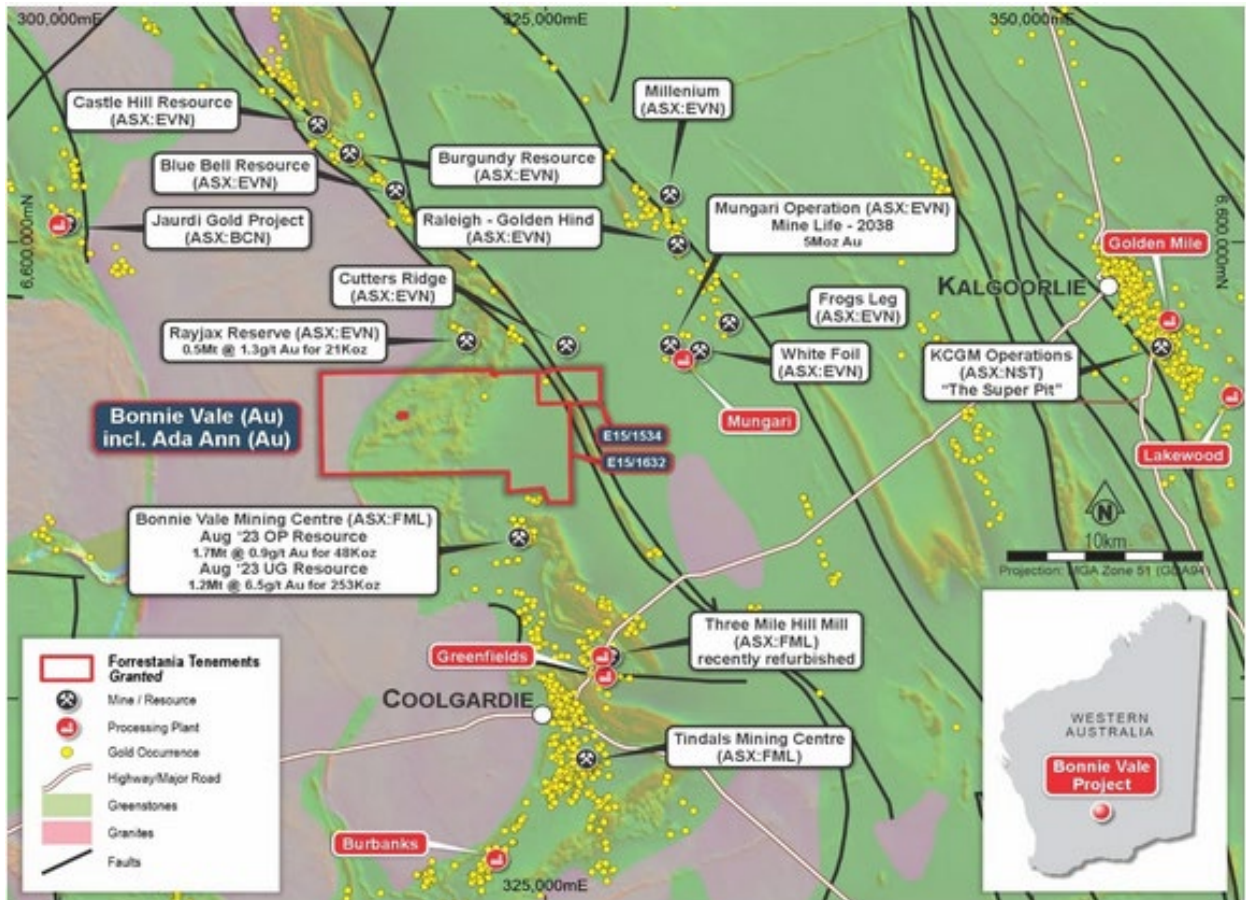 300,000mE
325,000mE
350,000mE
Castle Hill Resource
(ASX:EVN)
Millenium
(ASX:EVN)
Blue Bell Resource
(ASX:EVN)
Burgundy Resource
(ASX:EVN)
6,600,000mN
Jaurdi Gold Project
(ASX:BCN)
Raleigh - Golden Hind
(ASX:EVN)
Mungari Operation (ASX:EVN)
Mine Life - 2038
5Moz Au
6,600,000mN
Golden Mile
Cutters Ridge
(ASX:EVN)
KALGOORLIE
Frogs Leg
(ASX:EVN)
Rayjax Reserve (ASX:EVN)
0.5Mt @ 1.3g/t Au for 21Koz
White Foil
(ASX:EVN)
KCGM Operations
(ASX:NST)
"The Super Pit"
Bonnie Vale (Au)
incl. Ada Ann (Au)
Mungari
E15/1534
E15/1632
Lakewood
Bonnie Vale Mining Centre (ASX:FML)
Aug '23 OP Resource
1.7Mt @ 0.9g/t Au for 48Koz
Aug '23 UG Resource
1.2Mt @ 6.5g/t Au for 253Koz
N
10km
Projection: MGA Zone 51 (GDA94)
Three Mile Hill Mill
(ASX:FML)
recently refurbished
Greenfields
COOLGARDIE
Tindals Mining Centre
(ASX:FML)
Burbanks
325,000mE
Forrestania Tenements
Granted
Mine / Resource
Processing Plant
Gold Occurrence
Highway/Major Road
Greenstones
Granites
Faults
WESTERN
AUSTRALIA
Bonnie Vale
Project